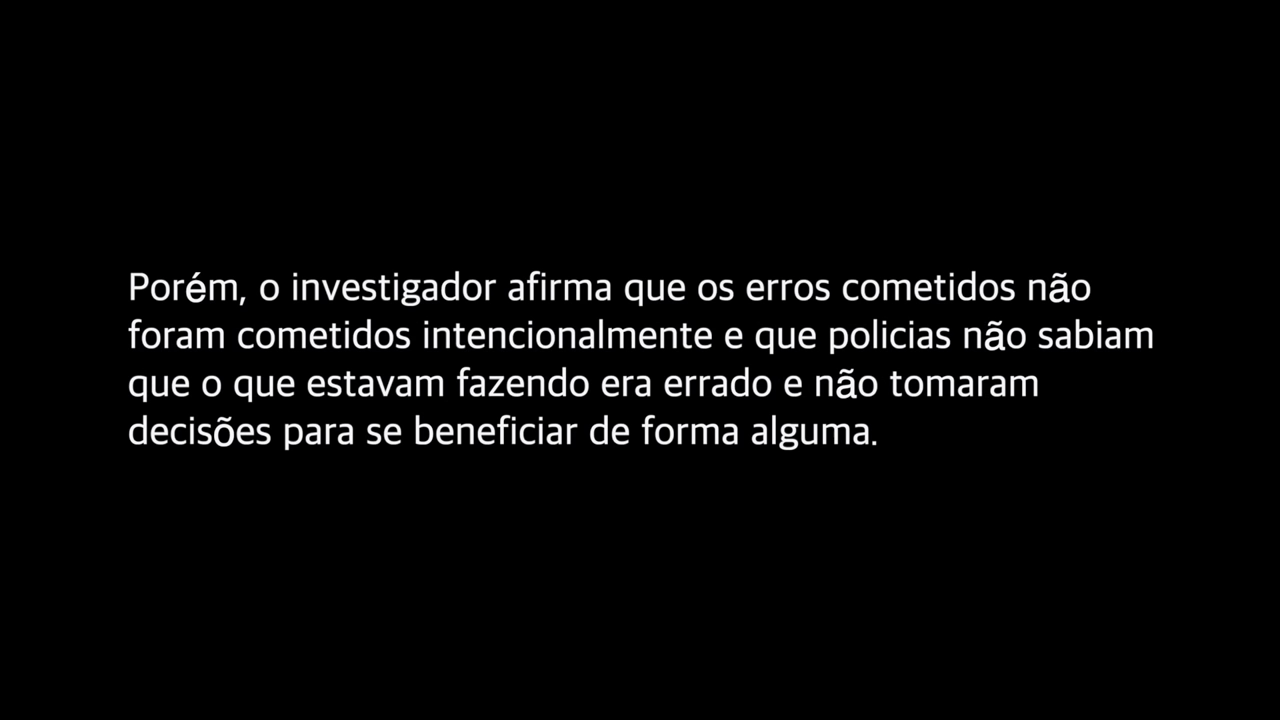 Porém, o investigador afirma que os erros cometidos não
foram cometidos intencionalmente e que policias não sabiam
que o que estavam fazendo era errado e não tomaram
decisões para se beneficiar de forma alguma.